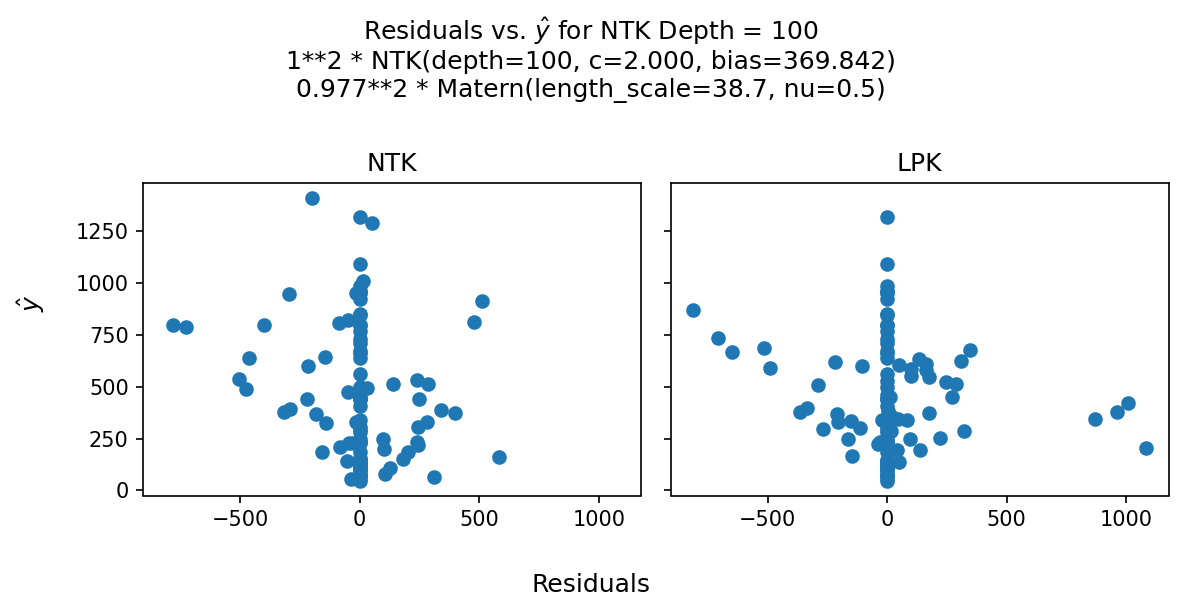 Residuals vs. ŷ for NTK Depth = 100
1**2 * NTK(depth=100, c=2.000, bias=369.842)
0.977**2 * Matern(length_scale=38.7, nu=0.5)
NTK
LPK
1250
1000
750
500
250
0
ŷ
−500 0 500 1000
−500 0 500 1000
Residuals